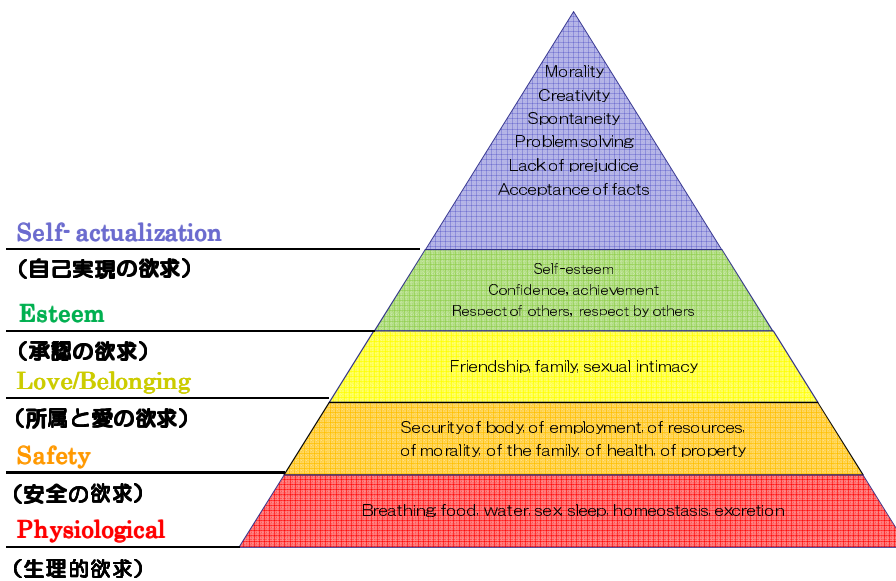 Morality
Creativity
Spontaneity
Problem solving
Lack of prejudice
Acceptance of facts
Self- actualization
（自己実現の欲求）
Self-esteem
Confidence, achievement
Respect of others, respect by others
Esteem
（承認の欲求）
Friendship, family, sexual intimacy
Love/Belonging
（所属と愛の欲求）
Security of body, of employment, of resources,
of morality, of the family, of health, of property
Safety
（安全の欲求）
Breathing, food, water, sex, sleep, homeostasis, excretion
Physiological
（生理的欲求）